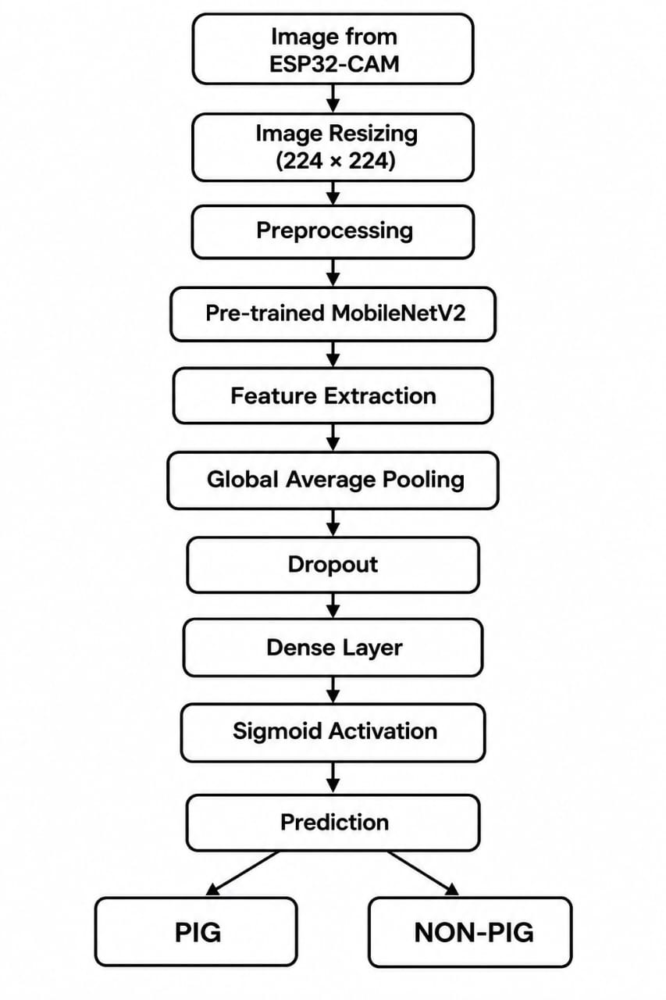 Image from
ESP32-CAM
Image Resizing
(224 × 224)
Preprocessing
Pre-trained MobileNetV2
Feature Extraction
Global Average Pooling
Dropout
Dense Layer
Sigmoid Activation
Prediction
PIG
NON-PIG